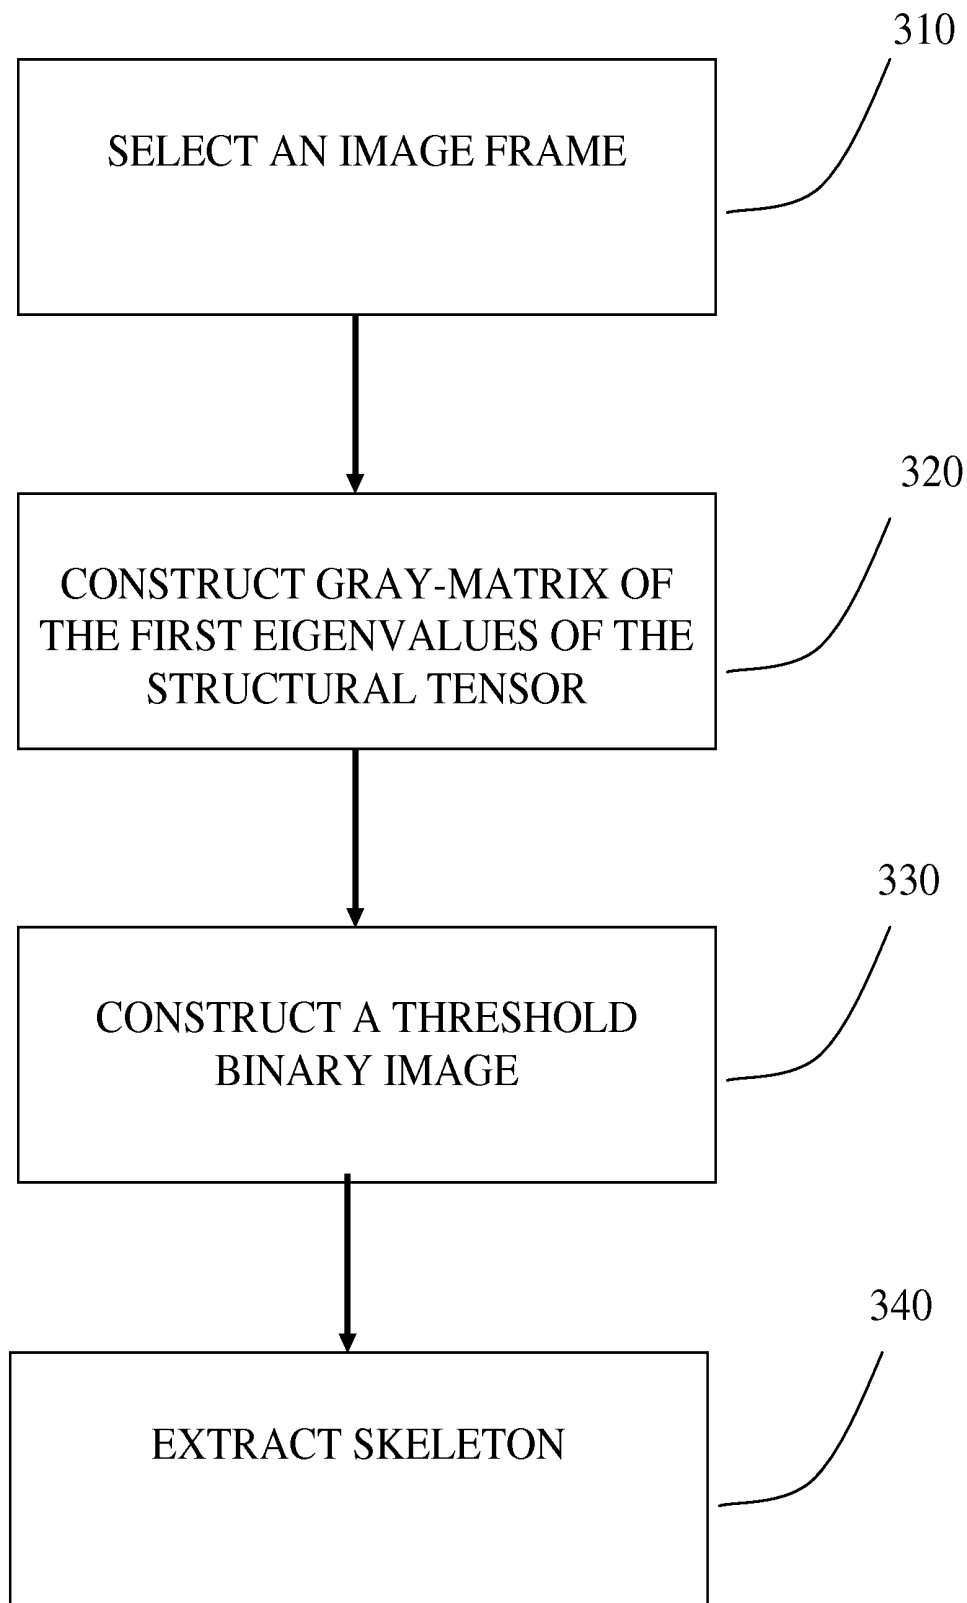 310
SELECT AN IMAGE FRAME
320
CONSTRUCT GRAY-MATRIX OF
THE FIRST EIGENVALUES OF THE
STRUCTURAL TENSOR
330
CONSTRUCT A THRESHOLD
BINARY IMAGE
340
EXTRACT SKELETON